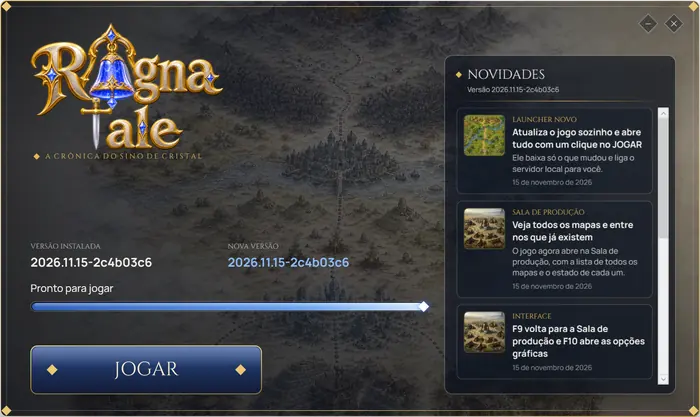 Ragna
Tale
A CRÔNICA DO SINO DE CRISTAL
VERSÃO INSTALADA
2026.11.15-2c4b03c6
NOVA VERSÃO
2026.11.15-2c4b03c6
Pronto para jogar
JOGAR
NOVIDADES
Versão 2026.11.15-2c4b03c6
LAUNCHER NOVO
Atualiza o jogo sozinho e abre
tudo com um clique no JOGAR
Ele baixa só o que mudou e liga o
servidor local para você.
15 de novembro de 2026
SALA DE PRODUÇÃO
Veja todos os mapas e entre
nos que já existem
O jogo agora abre na Sala de
produção, com a lista de todos os
mapas e o estado de cada um.
15 de novembro de 2026
INTERFACE
F9 volta para a Sala de
produção e F10 abre as opções
gráficas
15 de novembro de 2026